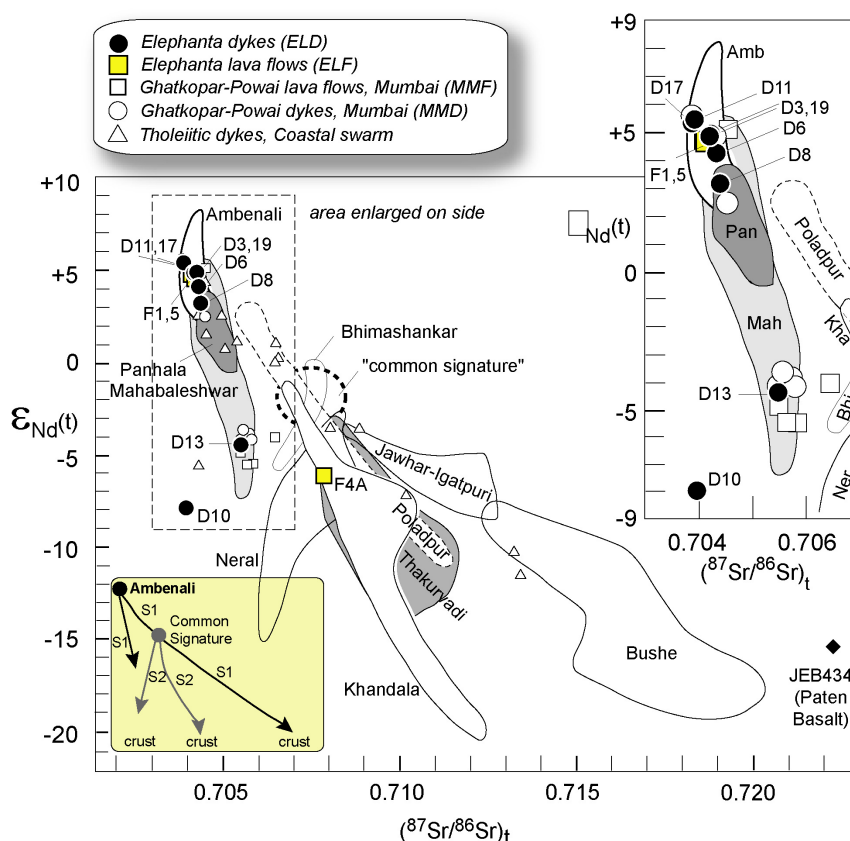 Elephanta dykes (ELD)
Elephanta lava flows (ELF)
Ghatkopar-Powai lava flows, Mumbai (MMF)
Ghatkopar-Powai dykes, Mumbai (MMD)
Tholeiitic dykes, Coastal swarm
+9
Amb
D17
D11
D3,19
+5
D6
D8
F1,5
Pan
Poladpur
0
Kha
Mah
D13
-5
Bhi
Ner
D10
-9
0.704
0.706
(87Sr/86Sr)t
+10
Ambenali
area enlarged on side
Nd(t)
D11,17
D3,19
D6
+5
D8
F1,5
Bhimashankar
0
Panhala
"common signature"
Mahabaleshwar
εNd(t)
D13
-5
Jawhar-Igatpuri
F4A
D10
Poladpur
-10
Neral
Thakurvadi
Ambenali
S1
Common
Signature
S1
S1
S2
S2
crust
crust
crust
-15
Bushe
Khandala
JEB434
(Paten
Basalt)
-20
0.705
0.710
0.715
0.720
(87Sr/86Sr)t